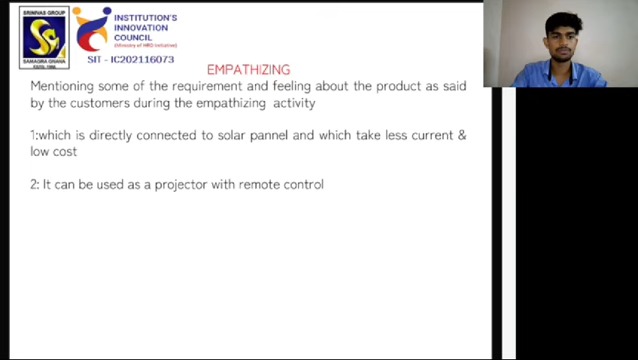 SRINIVAS GROUP
SAMAGRA GNANA
INSTITUTION'S
INNOVATION
COUNCIL
(Ministry of HRD Initiative)
SIT - IC202116073
EMPATHIZING
Mentioning some of the requirement and feeling about the product as said
by the customers during the empathizing activity
1:which is directly connected to solar pannel and which take less current &
low cost
2: It can be used as a projector with remote control